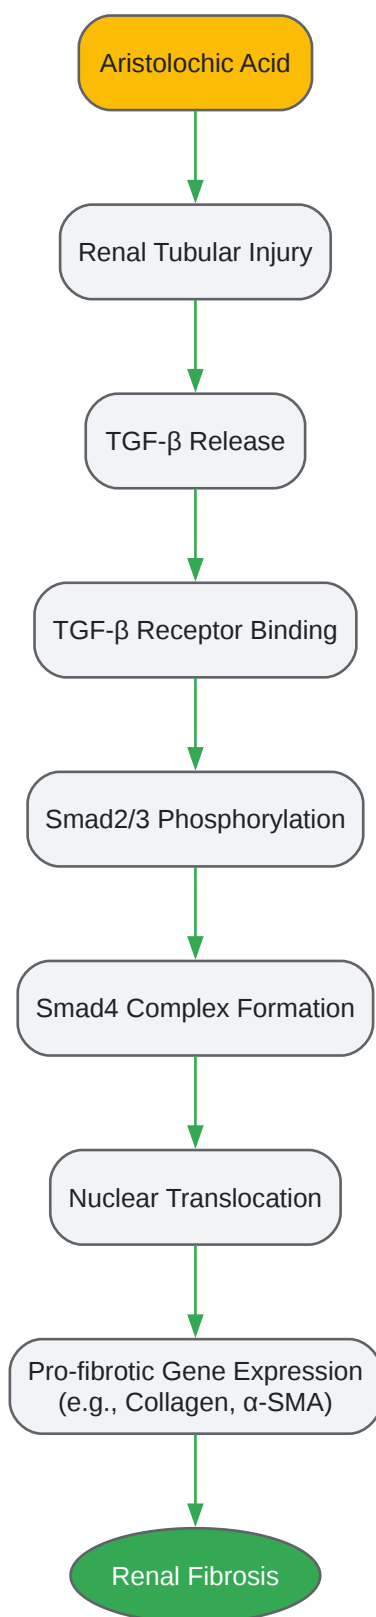 Aristolochic Acid
Renal Tubular Injury
TGF-β Release
TGF-β Receptor Binding
Smad2/3 Phosphorylation
Smad4 Complex Formation
Nuclear Translocation
Pro-fibrotic Gene Expression
(e.g., Collagen, α-SMA)
Renal Fibrosis